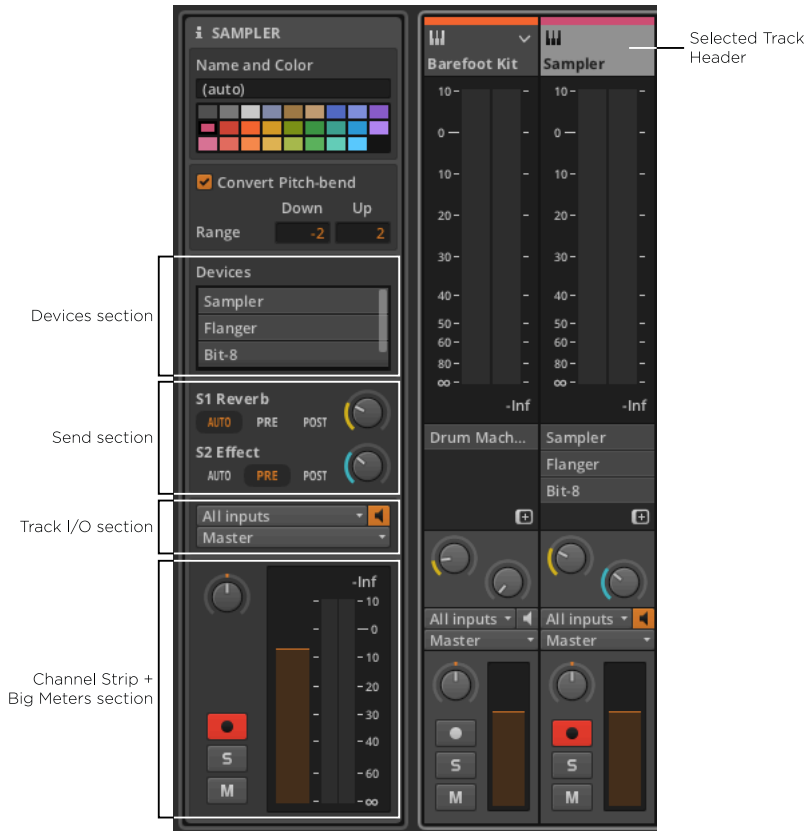 i SAMPLER
Name and Color
(auto)
Convert Pitch-bend
Down Up
Range -2 2
Devices
Sampler
Flanger
Bit-8
S1 Reverb
AUTO PRE POST
S2 Effect
AUTO PRE POST
All inputs
Master
-Inf
10
0
10
20
30
40
60
∞
S
M
Devices section
Send section
Track I/O section
Channel Strip +
Big Meters section
Barefoot Kit
10
0
10
20
30
40
50
60
80
∞
-Inf
Drum Mach...
All inputs
Master
S
M
Sampler
10
0
10
20
30
40
50
60
80
∞
-Inf
Sampler
Flanger
Bit-8
All inputs
Master
S
M
Selected Track
Header